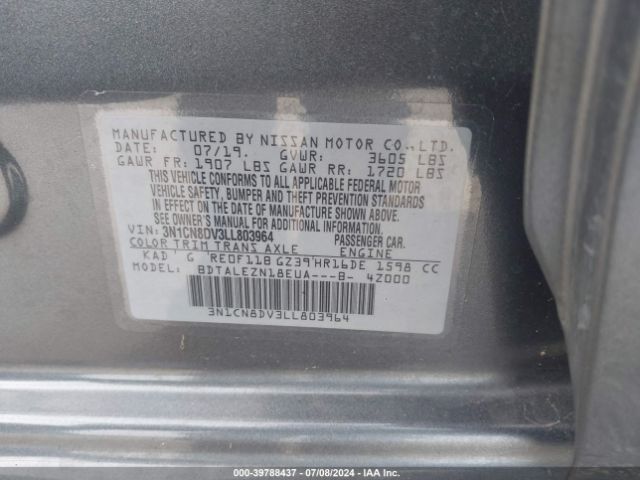 MANUFACTURED BY NISSAN MOTOR CO.,LTD.
DATE: 07/19. GVWR: 3605 LBS
GAWR FR: 1907 LBS GAWR RR: 1720 LBS
THIS VEHICLE CONFORMS TO ALL APPLICABLE FEDERAL MOTOR
VEHICLE SAFETY, BUMPER AND THEFT PREVENTION STANDARDS
IN EFFECT ON THE DATE OF MANUFACTURE SHOWN ABOVE.
SEE OWNER'S MANUAL FOR ADDITIONAL INFORMATION.
VIN: 3N1CN8DV3LL803964 PASSENGER CAR.
COLOR TRIM TRANS AXLE ENGINE
KAD G RE0F11B GZ39 HR16DE 1598 CC
MODEL: BDTALEZN18EUA---B- 4Z000
3N1CN8DV3LL803964
000-39788437 - 07/08/2024 - IAA Inc.